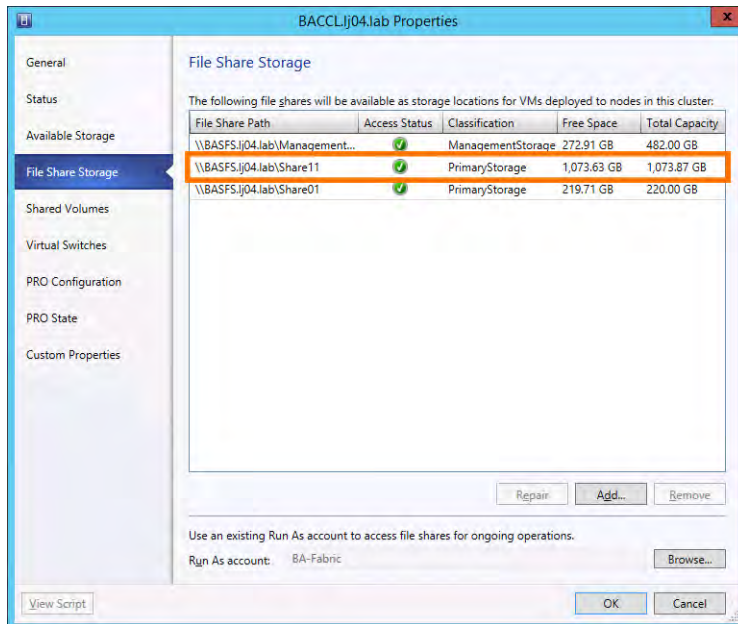 BACCL.lj04.lab Properties
x
General
Status
Available Storage
File Share Storage
Shared Volumes
Virtual Switches
PRO Configuration
PRO State
Custom Properties
File Share Storage
The following file shares will be available as storage locations for VMs deployed to nodes in this cluster:
File Share Path Access Status Classification Free Space Total Capacity
\\BASFS.lj04.lab\Management... ManagementStorage 272.91 GB 482.00 GB
\\BASFS.lj04.lab\Share11 PrimaryStorage 1,073.63 GB 1,073.87 GB
\\BASFS.lj04.lab\Share01 PrimaryStorage 219.71 GB 220.00 GB
Repair Add... Remove
Use an existing Run As account to access file shares for ongoing operations.
Run As account: BA-Fabric Browse...
View Script OK Cancel